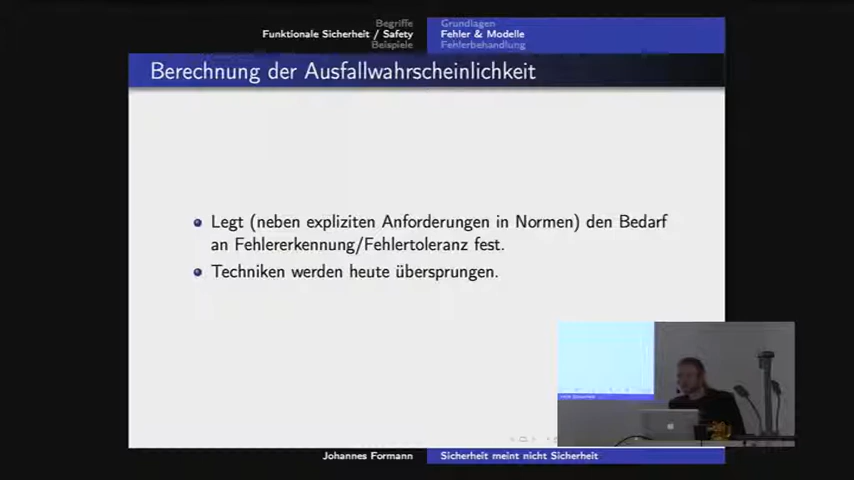 Begriffe
Funktionale Sicherheit / Safety
Beispiele
Grundlagen
Fehler & Modelle
Fehlerbehandlung
Berechnung der Ausfallwahrscheinlichkeit
Legt (neben expliziten Anforderungen in Normen) den Bedarf
an Fehlererkennung/Fehlertoleranz fest.
Techniken werden heute übersprungen.
Johannes Formann
Sicherheit meint nicht Sicherheit